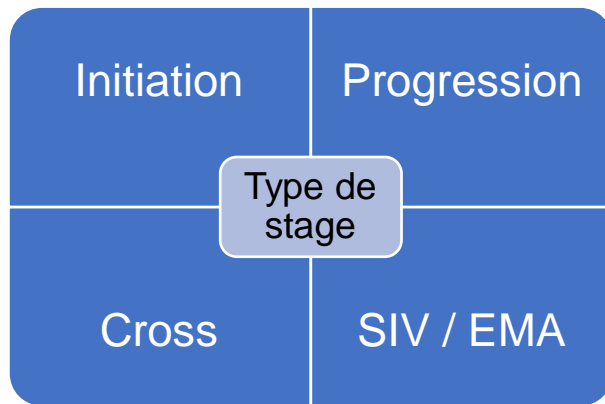 Initiation
Progression
Type de
stage
Cross
SIV / EMA